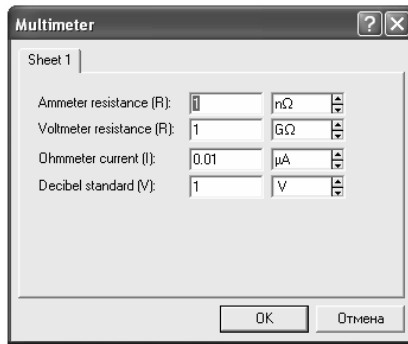 Multimeter
Sheet 1
Ammeter resistance (R): 1 nΩ
Voltmeter resistance (R): 1 GΩ
Ohmmeter current (I): 0.01 µA
Decibel standard (V): 1 V
OK Отмена